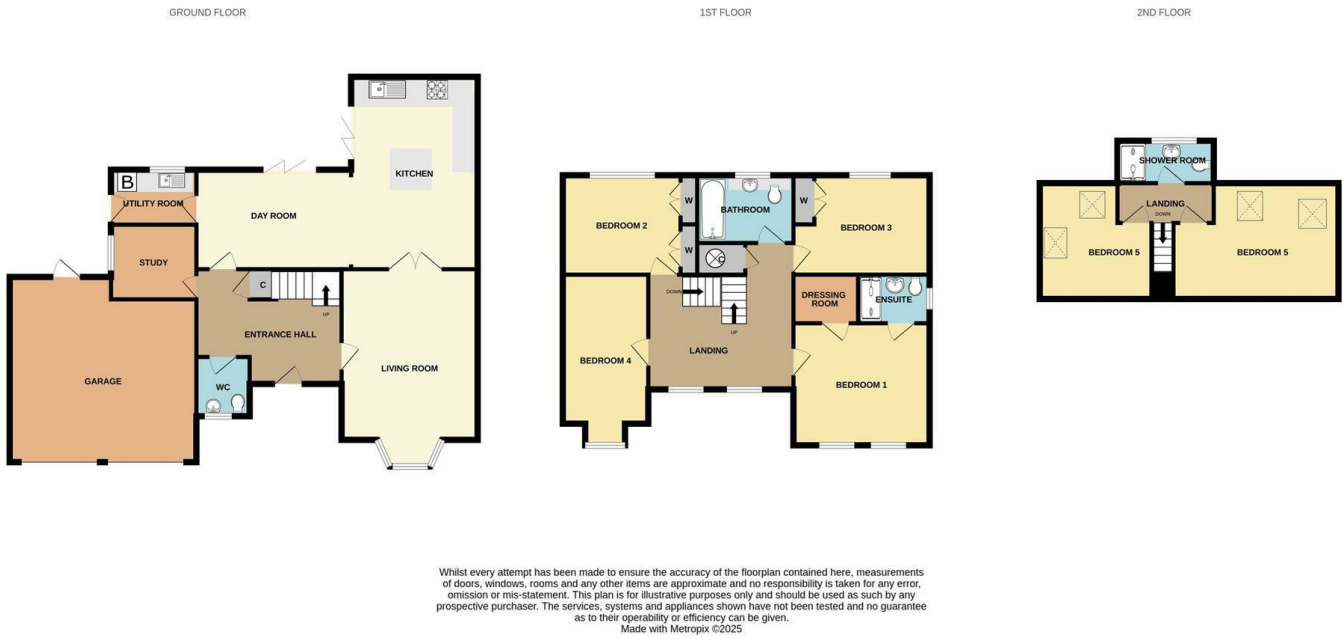 GROUND FLOOR
1ST FLOOR
2ND FLOOR
KITCHEN
B
UTILITY ROOM
DAY ROOM
STUDY
C
UP
ENTRANCE HALL
GARAGE
WC
LIVING ROOM
BEDROOM 2
W
W
BATHROOM
W
BEDROOM 3
C
DOWN
UP
DRESSING
ROOM
ENSUITE
LANDING
BEDROOM 4
BEDROOM 1
SHOWER ROOM
LANDING
DOWN
BEDROOM 5
BEDROOM 5
Whilst every attempt has been made to ensure the accuracy of the floorplan contained here, measurements
of doors, windows, rooms and any other items are approximate and no responsibility is taken for any error,
omission or mis-statement. This plan is for illustrative purposes only and should be used as such by any
prospective purchaser. The services, systems and appliances shown have not been tested and no guarantee
as to their operability or efficiency can be given.
Made with Metropix ©2025